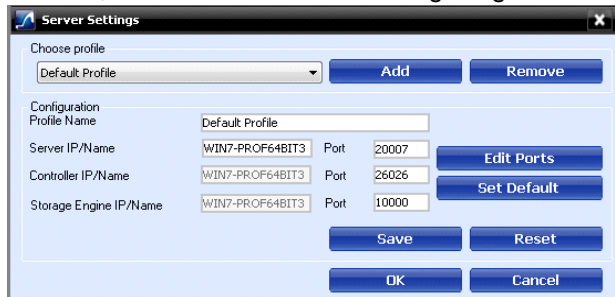 Server Settings
Choose profile
Default Profile Add Remove
Configuration
Profile Name Default Profile
Server IP/Name WIN7-PROF64BIT3 Port 20007 Edit Ports
Controller IP/Name WIN7-PROF64BIT3 Port 26026
Set Default
Storage Engine IP/Name WIN7-PROF64BIT3 Port 10000
Save Reset
OK Cancel